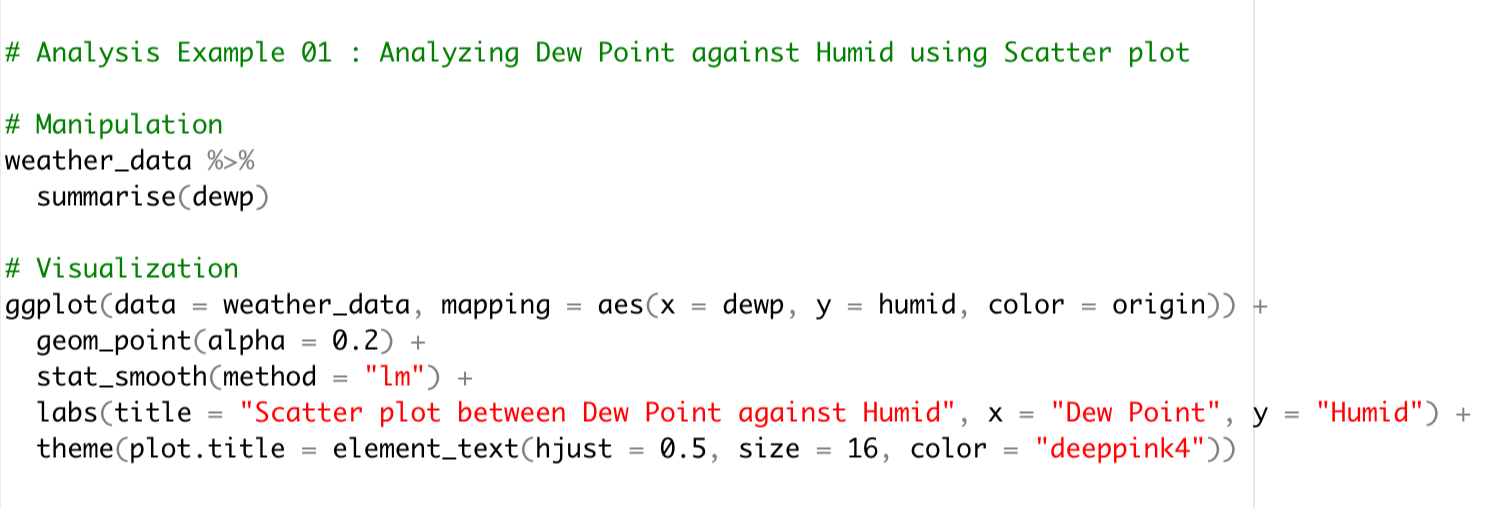 # Analysis Example 01 : Analyzing Dew Point against Humid using Scatter plot
# Manipulation
weather_data %>%
  summarise(dewp)
# Visualization
ggplot(data = weather_data, mapping = aes(x = dewp, y = humid, color = origin)) +
  geom_point(alpha = 0.2) +
  stat_smooth(method = "lm") +
  labs(title = "Scatter plot between Dew Point against Humid", x = "Dew Point", y = "Humid") +
  theme(plot.title = element_text(hjust = 0.5, size = 16, color = "deeppink4"))